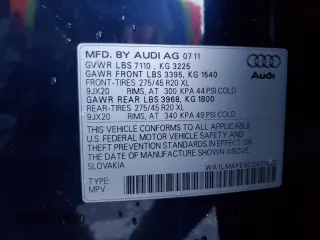 MFD. BY AUDI AG 07 11
GVWR LBS 7110 , KG 3225
GAWR FRONT LBS 3395, KG 1540
FRONT-TIRES 275/45 R20 XL
9JX20 RIMS, AT 300 KPA 44 PSI COLD
GAWR REAR LBS 3968, KG 1800
REAR-TIRES 275/45 R20 XL
9JX20 RIMS, AT 340 KPA 49 PSI COLD
THIS VEHICLE CONFORMS TO ALL APPLICABLE
FEDERAL MOTOR VEHICLE SAFETY AND
THEFT PREVENTION STANDARDS IN EFFECT
ON THE DATE OF MANUFACTURE SHOWN ABOVE
SLOVAKIA
TYPE:
MPV
Audi